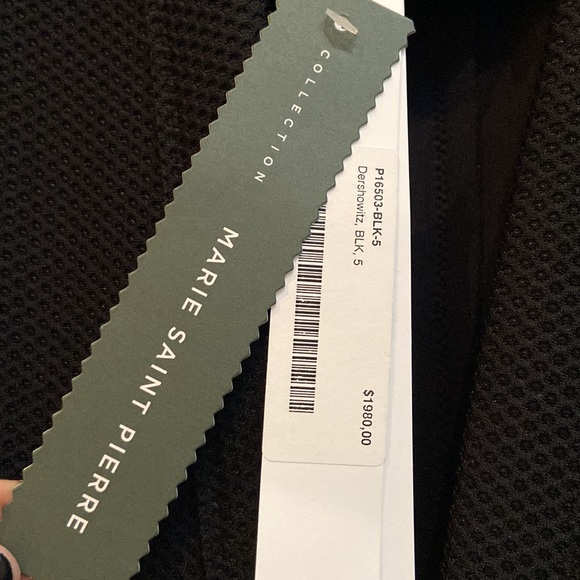 COLLECTION
MARIE SAINT PIERRE
P16503-BLK-5
Dershowitz, BLK, 5
$1980,00